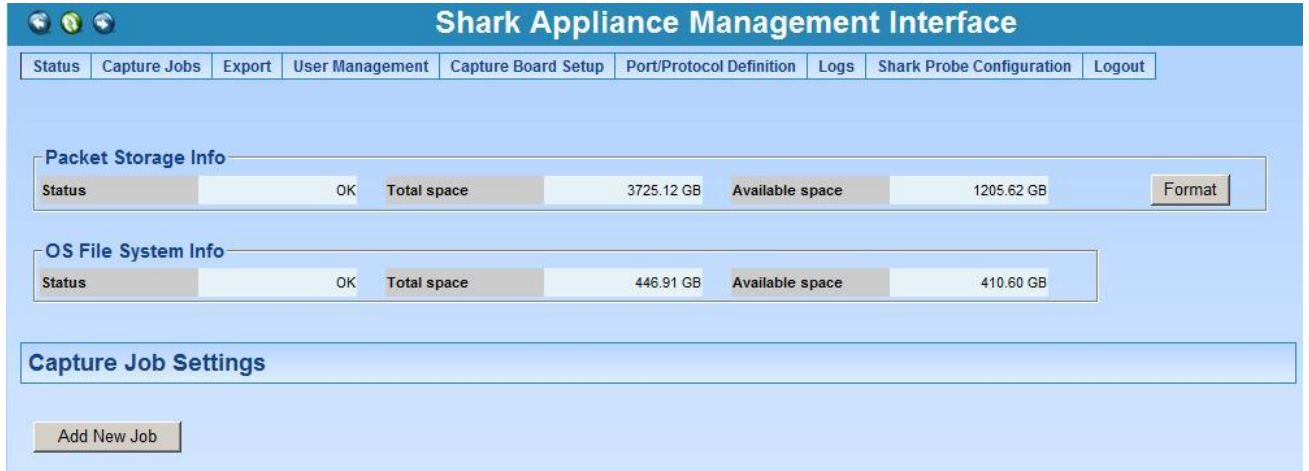 Shark Appliance Management Interface
Status Capture Jobs Export User Management Capture Board Setup Port/Protocol Definition Logs Shark Probe Configuration Logout
Packet Storage Info
Status OK Total space 3725.12 GB Available space 1205.62 GB Format
OS File System Info
Status OK Total space 446.91 GB Available space 410.60 GB
Capture Job Settings
Add New Job